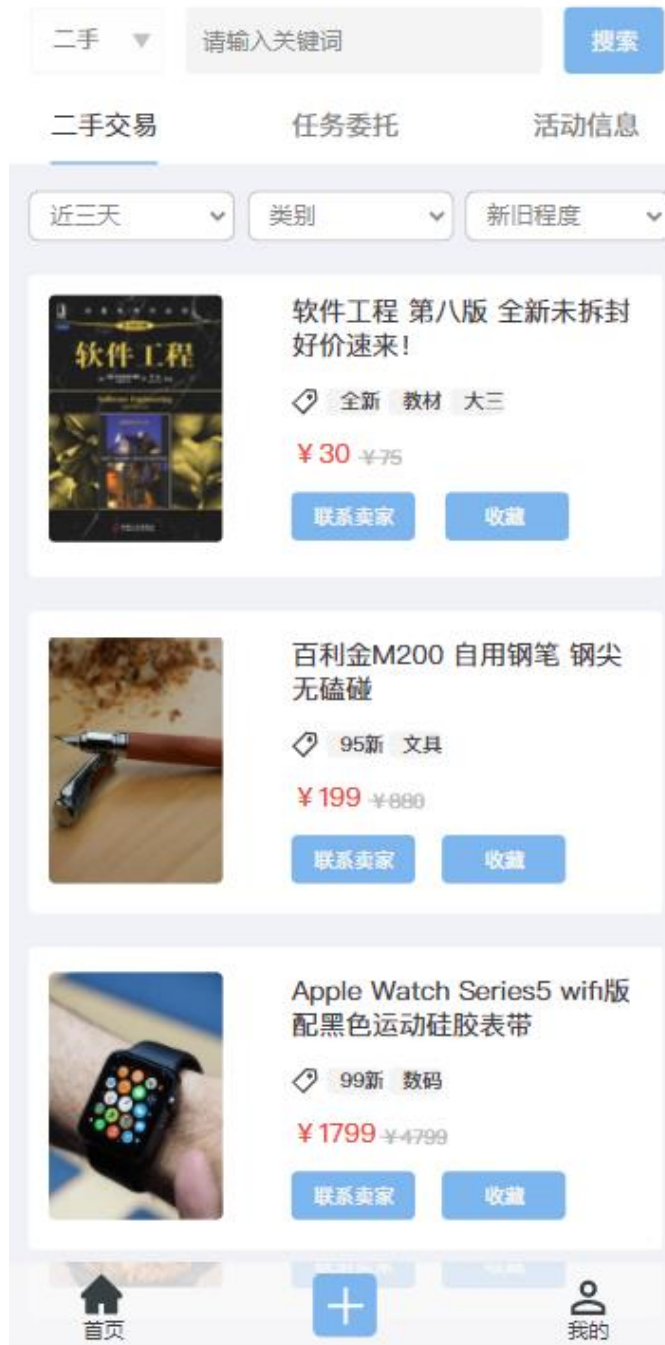 二手 ▼ 请输入关键词 搜索
二手交易 任务委托 活动信息
近三天 类别 新旧程度
软件工程
Software Engineering
软件工程 第八版 全新未拆封
好价速来！
全新 教材 大三
￥30 ￥75
联系卖家 收藏
百利金M200 自用钢笔 钢尖
无磕碰
95新 文具
￥199 ￥880
联系卖家 收藏
Apple Watch Series5 wifi版
配黑色运动硅胶表带
99新 数码
￥1799 ￥4799
联系卖家 收藏
首页 我的